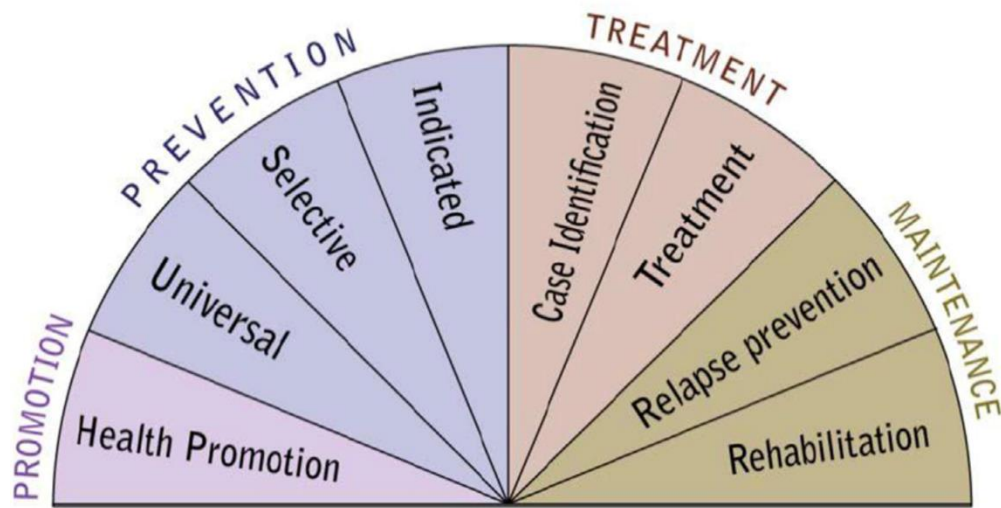 PROMOTION
Health Promotion
PREVENTION
Universal
Selective
Indicated
TREATMENT
Case Identification
Treatment
MAINTENANCE
Relapse prevention
Rehabilitation